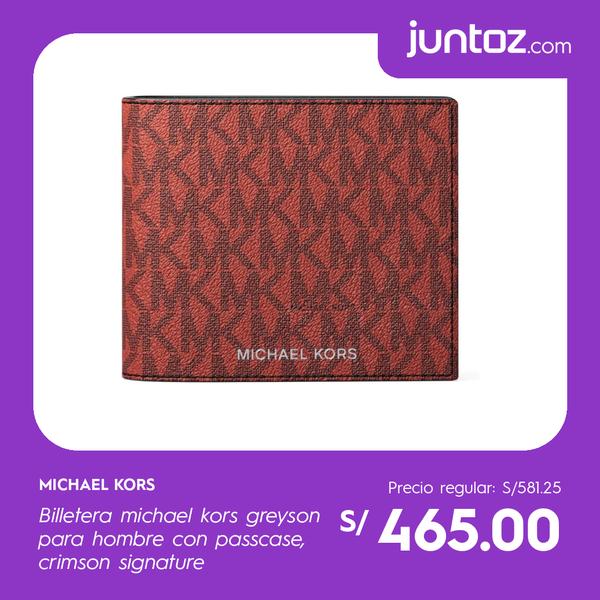 juntoz.com
MICHAEL KORS
MICHAEL KORS
Billetera michael kors greyson
para hombre con passcase,
crimson signature
Precio regular: S/581.25
S/ 465.00